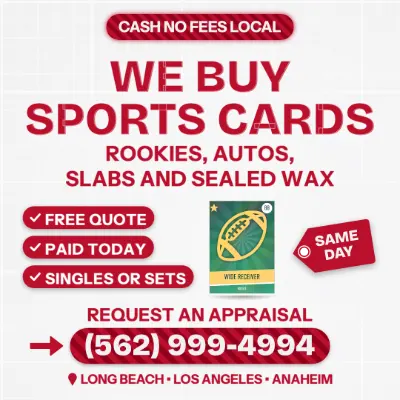 CASH NO FEES LOCAL
WE BUY
SPORTS CARDS
ROOKIES, AUTOS,
SLABS AND SEALED WAX
FREE QUOTE
PAID TODAY
SINGLES OR SETS
WIDE RECEIVER
SAME
DAY
REQUEST AN APPRAISAL
(562) 999-4994
LONG BEACH • LOS ANGELES • ANAHEIM